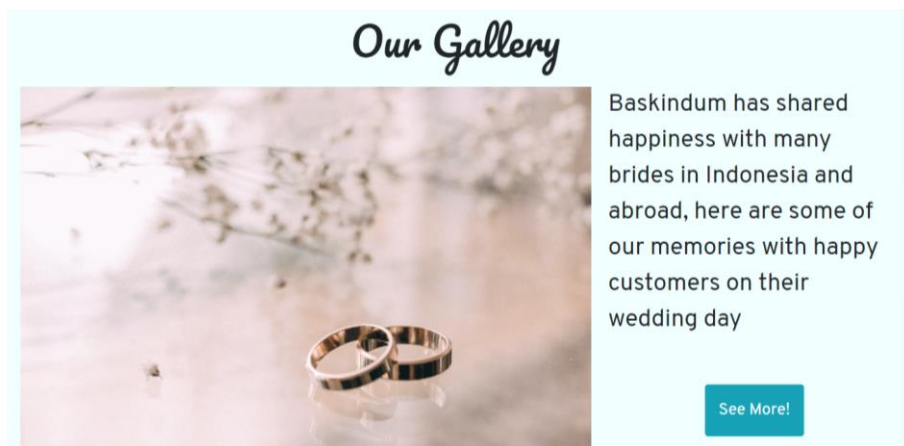 Our Gallery
Baskindum has shared
happiness with many
brides in Indonesia and
abroad, here are some of
our memories with happy
customers on their
wedding day
See More!